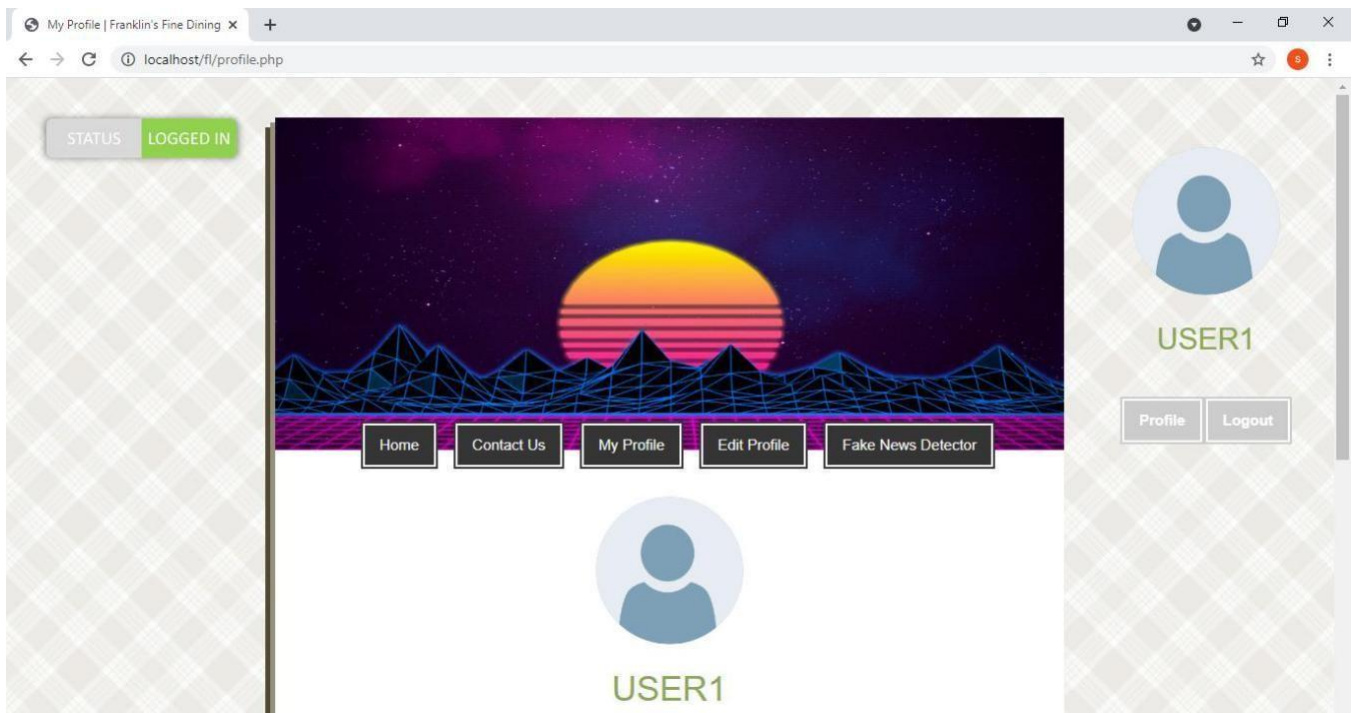 My Profile | Franklin's Fine Dining
localhost/fl/profile.php
S
STATUS LOGGED IN
USER1
Profile Logout
Home Contact Us My Profile Edit Profile Fake News Detector
USER1